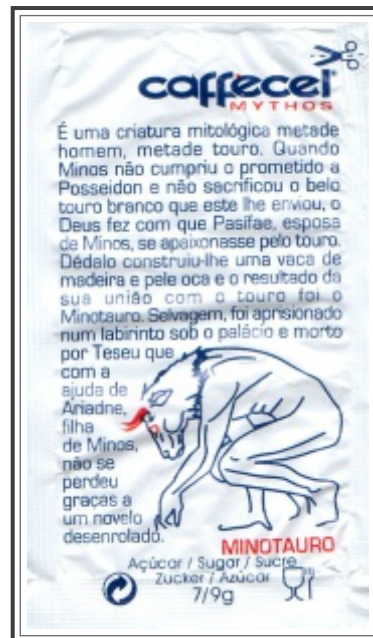 caffècel
MYTHOS
É uma criatura mitológica metade
homem, metade touro. Quando
Minos não cumpriu o prometido a
Posseidon e não sacrificou o belo
touro branco que este lhe enviou, o
Deus fez com que Pasifae, esposa
de Minos, se apaixonasse pelo touro.
Dédalo construiu-lhe uma vaca de
madeira e pele oca e o resultado da
sua união com o touro foi o
Minotauro. Selvagem, foi aprisionado
num labirinto sob o palácio e morto
por Teseu que
com a
ajuda de
Ariadne,
filha
de Minos,
não se
perdeu
graças a
um novelo
desenrolado.
MINOTAURO
Açúcar / Sugar / Sucre
Zucker / Azúcar
7/9g